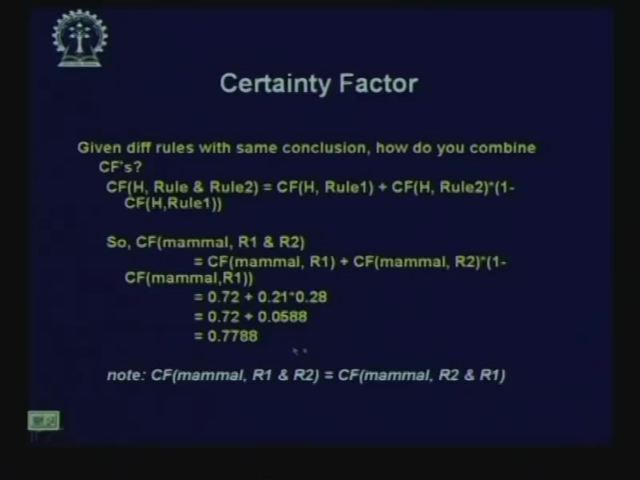 Certainty Factor
Given diff rules with same conclusion, how do you combine
CF's?
CF(H, Rule & Rule2) = CF(H, Rule1) + CF(H, Rule2)*(1-
CF(H,Rule1))
So, CF(mammal, R1 & R2)
= CF(mammal, R1) + CF(mammal, R2)*(1-
CF(mammal,R1))
= 0.72 + 0.21*0.28
= 0.72 + 0.0588
= 0.7788
note: CF(mammal, R1 & R2) = CF(mammal, R2 & R1)